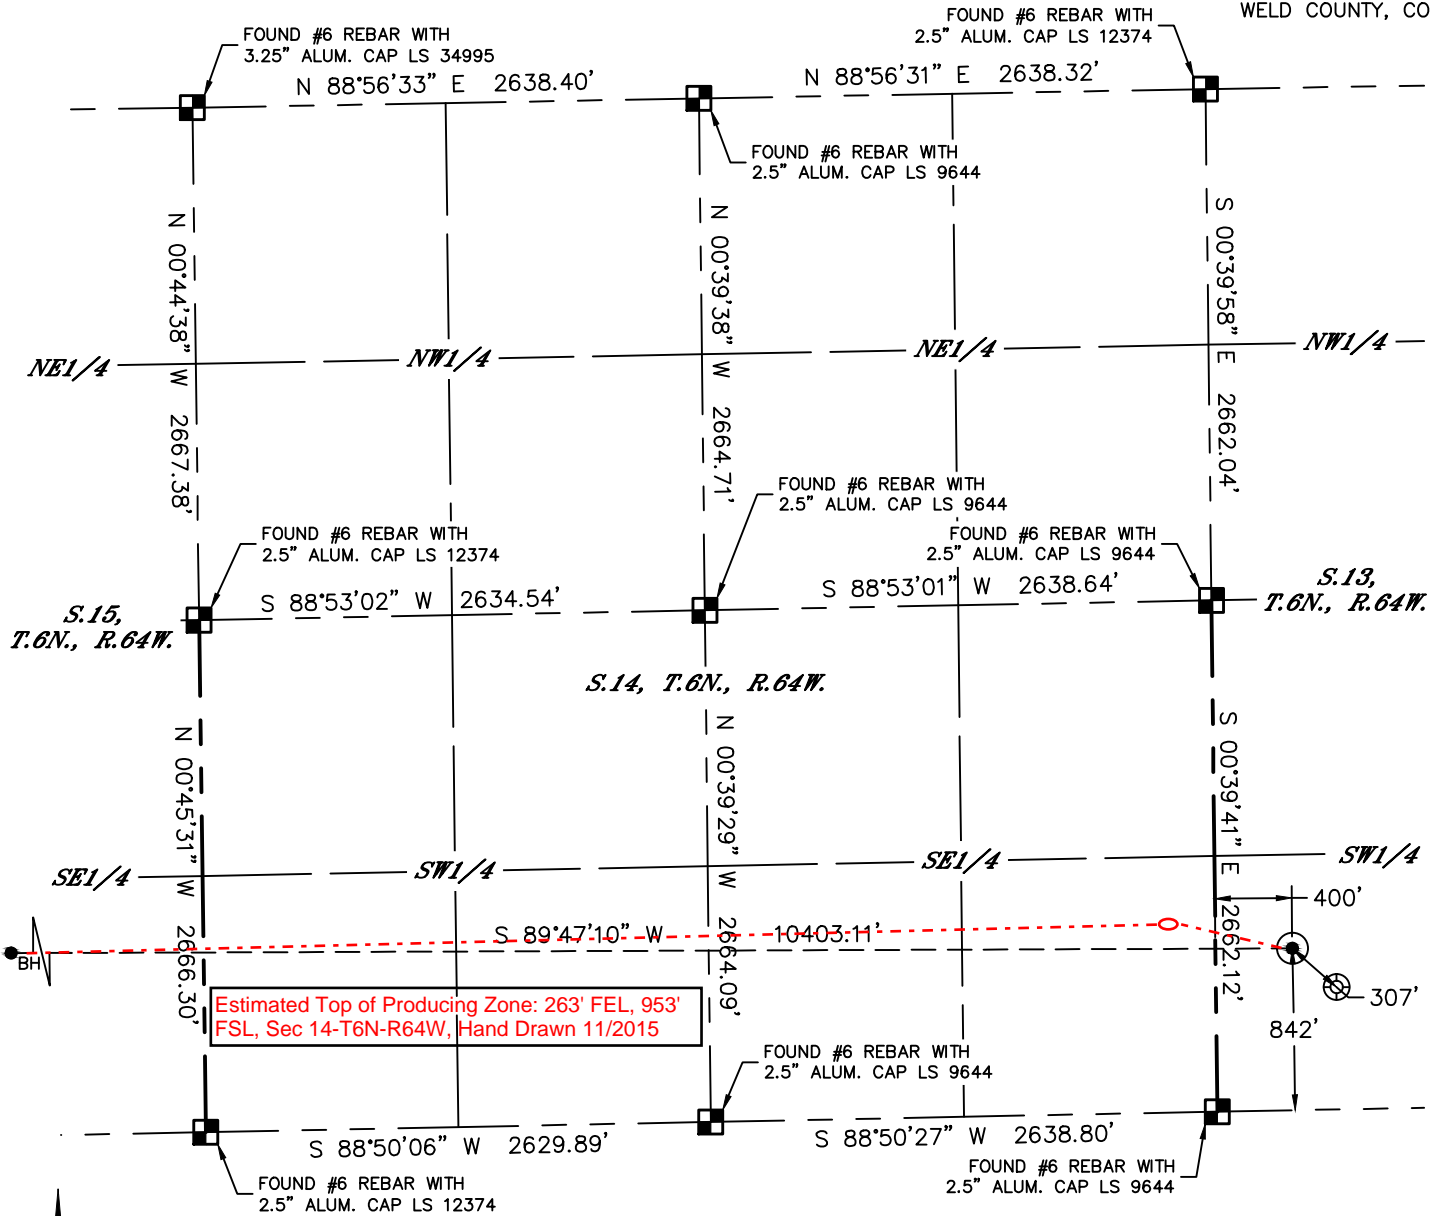 WELD COUNTY, CO
FOUND #6 REBAR WITH
2.5" ALUM. CAP LS 12374
FOUND #6 REBAR WITH
3.25" ALUM. CAP LS 34995
N 88°56'33" E 2638.40'
N 88°56'31" E 2638.32'
FOUND #6 REBAR WITH
2.5" ALUM. CAP LS 9644
N 00°44'38" W 2667.38'
N 00°39'38" W 2664.71'
S 00°39'58" E 2662.04'
NE1/4
NW1/4
NE1/4
NW1/4
FOUND #6 REBAR WITH
2.5" ALUM. CAP LS 9644
FOUND #6 REBAR WITH
2.5" ALUM. CAP LS 12374
FOUND #6 REBAR WITH
2.5" ALUM. CAP LS 9644
S 88°53'02" W 2634.54'
S 88°53'01" W 2638.64'
S.15,
T.6N., R.64W.
S.13,
T.6N., R.64W.
S.14, T.6N., R.64W.
N 00°45'31" W 2666.30'
N 00°39'29" W 2664.09'
S 00°39'41" E 2662.12'
SE1/4
SW1/4
SE1/4
SW1/4
400'
S 89°47'10" W 10403.11'
BH
307'
842'
Estimated Top of Producing Zone: 263' FEL, 953'
FSL, Sec 14-T6N-R64W, Hand Drawn 11/2015
FOUND #6 REBAR WITH
2.5" ALUM. CAP LS 9644
S 88°50'06" W 2629.89'
S 88°50'27" W 2638.80'
FOUND #6 REBAR WITH
2.5" ALUM. CAP LS 9644
FOUND #6 REBAR WITH
2.5" ALUM. CAP LS 12374